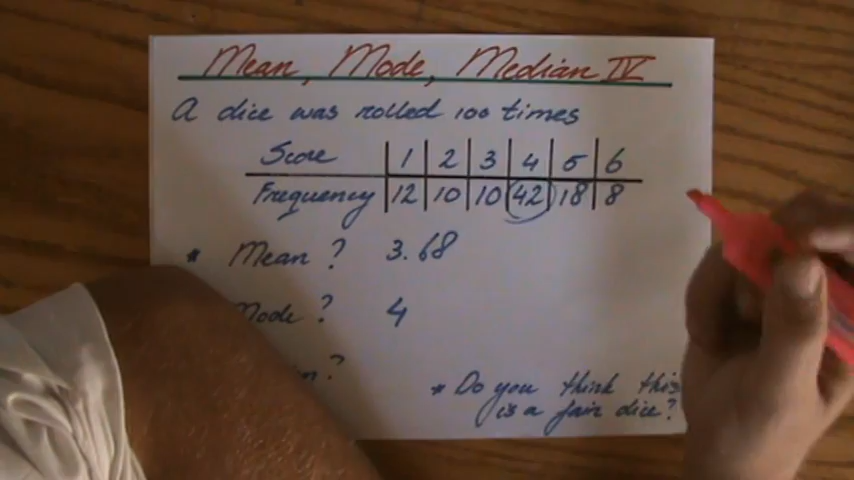 Mean, Mode, Median IV
A dice was rolled 100 times
Score 1 2 3 4 5 6
Frequency 12 10 10 42 18 8
* Mean ? 3.68
Mode ? 4
* Do you think this
is a fair dice?